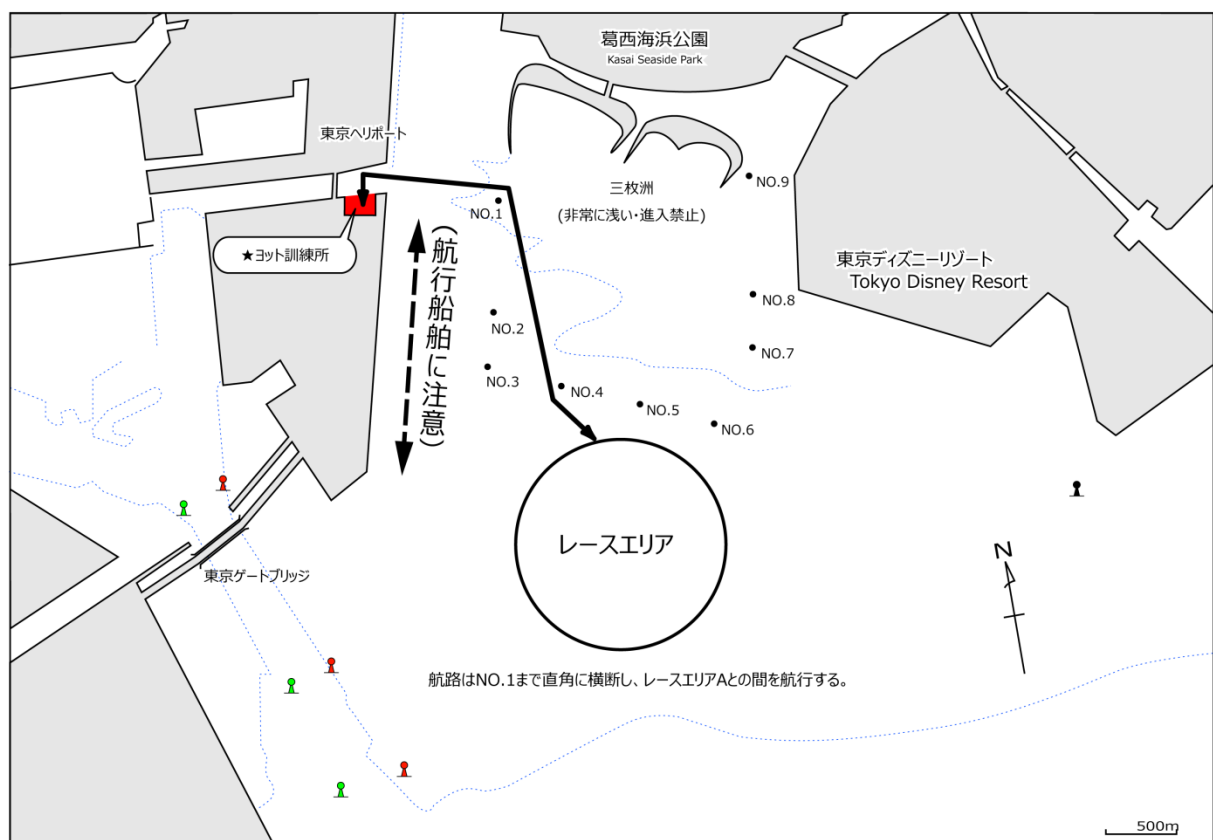 葛西海浜公園
Kasai Seaside Park
東京ヘリポート
NO.9
三枚洲
(非常に浅い・進入禁止)
NO.1
★ヨット訓練所
(航行船舶に注意)
東京ディズニーリゾート
Tokyo Disney Resort
NO.8
NO.2
NO.7
NO.3
NO.4
NO.5
NO.6
レースエリア
N
東京ゲートブリッジ
航路はNO.1まで直角に横断し、レースエリアAとの間を航行する。
500m